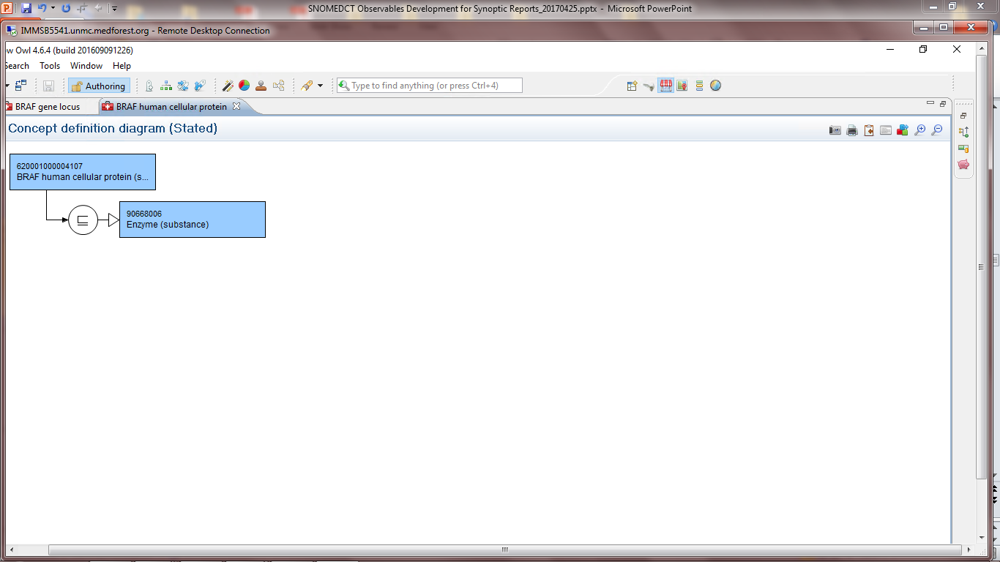 SNOMEDCT Observables Development for Synoptic Reports_20170425.pptx - Microsoft PowerPoint
IMMSB5541.unmc.medforest.org - Remote Desktop Connection
ow Owl 4.6.4 (build 201609091226)
Search Tools Window Help
Authoring
Type to find anything (or press Ctrl+4)
BRAF gene locus
BRAF human cellular protein
Concept definition diagram (Stated)
620001000004107
BRAF human cellular protein (s...
⊑
90668006
Enzyme (substance)